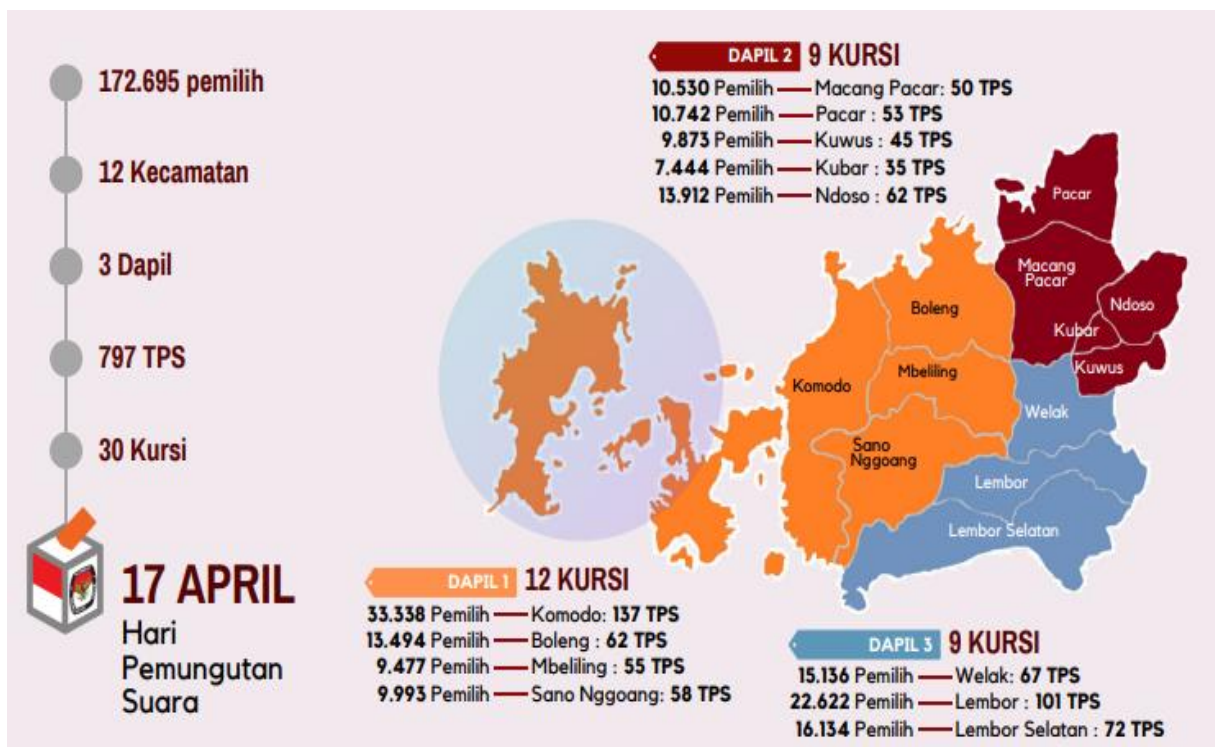 172.695 pemilih
12 Kecamatan
3 Dapil
797 TPS
30 Kursi
17 APRIL
Hari
Pemungutan
Suara
DAPIL 2 9 KURSI
10.530 Pemilih Macang Pacar: 50 TPS
10.742 Pemilih Pacar : 53 TPS
9.873 Pemilih Kuwus : 45 TPS
7.444 Pemilih Kubar : 35 TPS
13.912 Pemilih Ndoso : 62 TPS
Pacar
Macang
Pacar
Ndoso
Kubar
Kuwus
Boleng
Mbeliling
Komodo
Sano
Nggoang
Welak
Lembor
Lembor Selatan
DAPIL 1 12 KURSI
33.338 Pemilih Komodo: 137 TPS
13.494 Pemilih Boleng : 62 TPS
9.477 Pemilih Mbeliling : 55 TPS
9.993 Pemilih Sano Nggoang: 58 TPS
DAPIL 3 9 KURSI
15.136 Pemilih Welak: 67 TPS
22.622 Pemilih Lembor : 101 TPS
16.134 Pemilih Lembor Selatan : 72 TPS